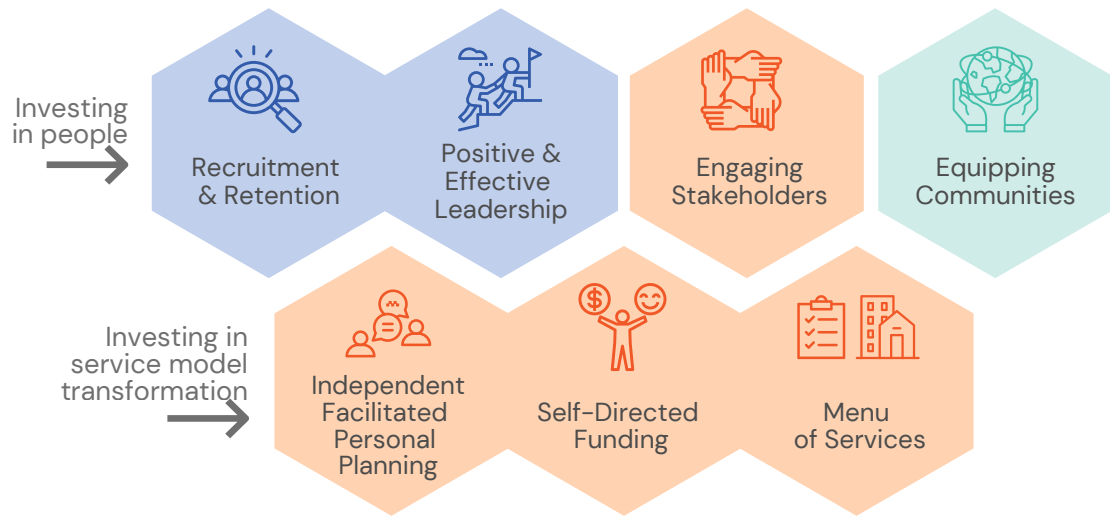 Investing
in people
Recruitment
& Retention
Positive &
Effective
Leadership
Engaging
Stakeholders
Equipping
Communities
Investing in
service model
transformation
Independent
Facilitated
Personal
Planning
$
Self-Directed
Funding
Menu
of Services